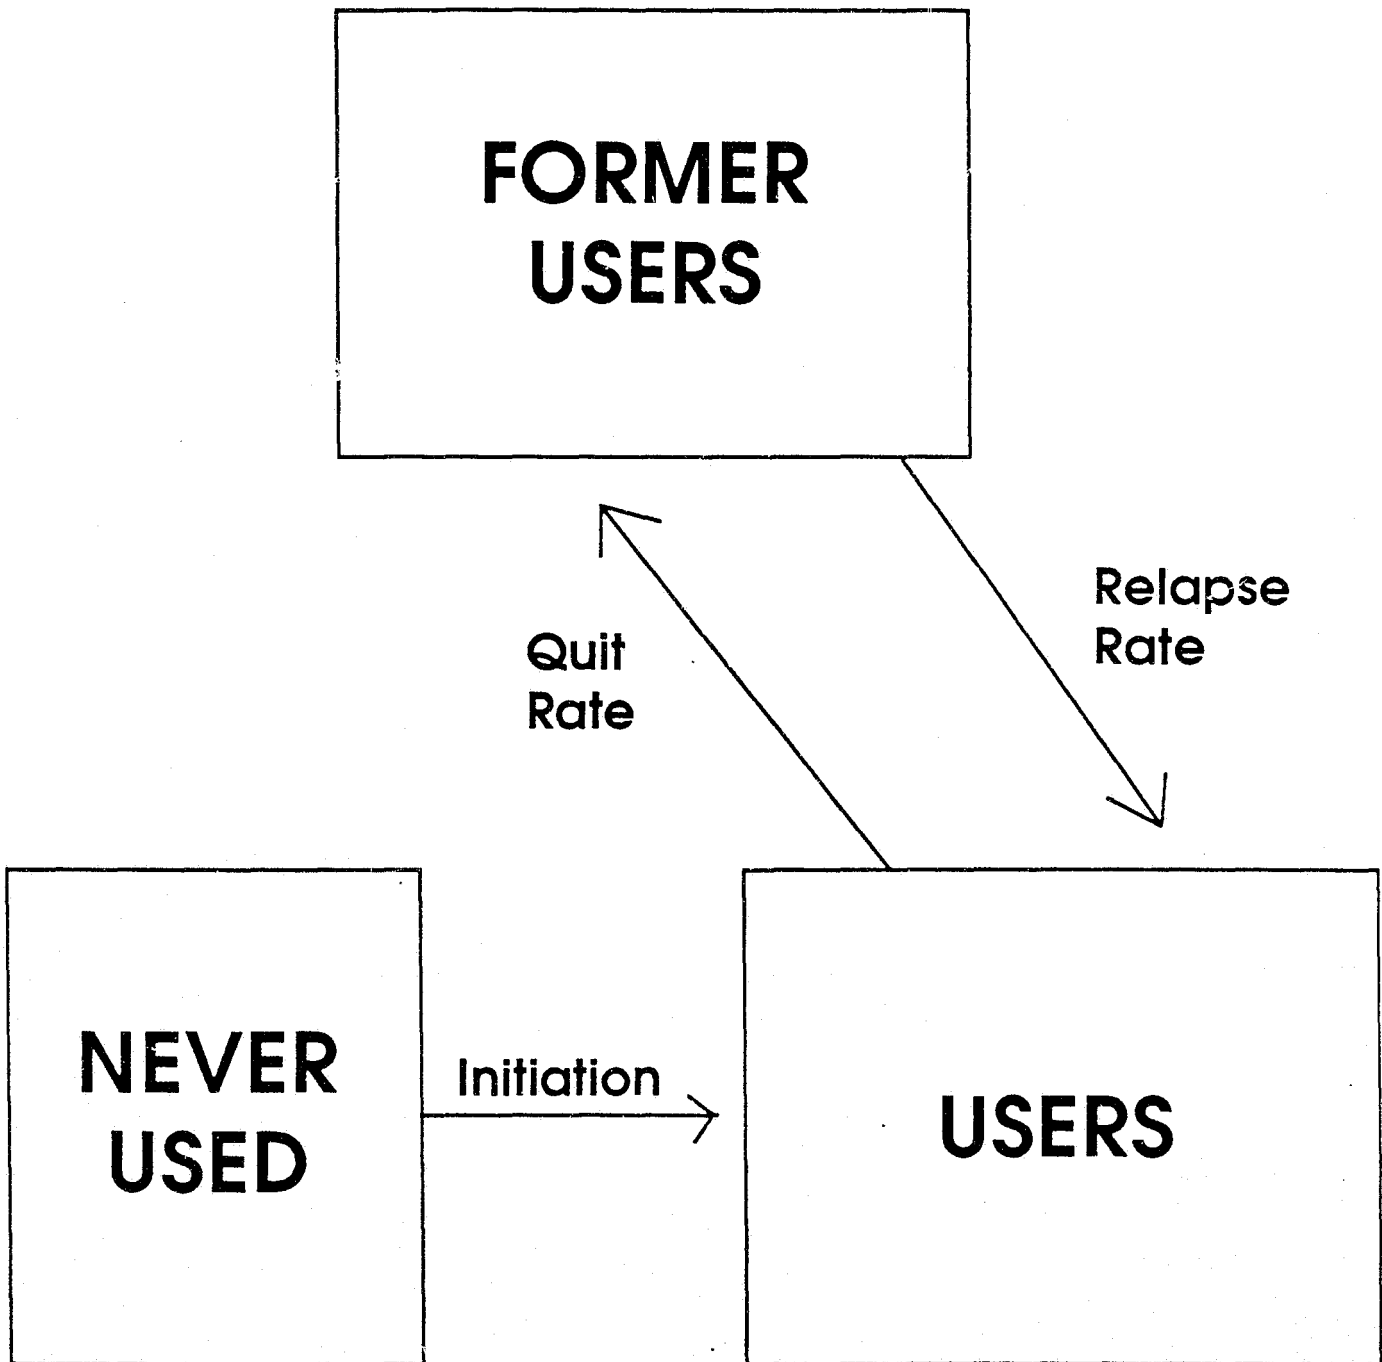 FORMER
USERS
Quit
Rate
Relapse
Rate
NEVER
USED
Initiation
USERS